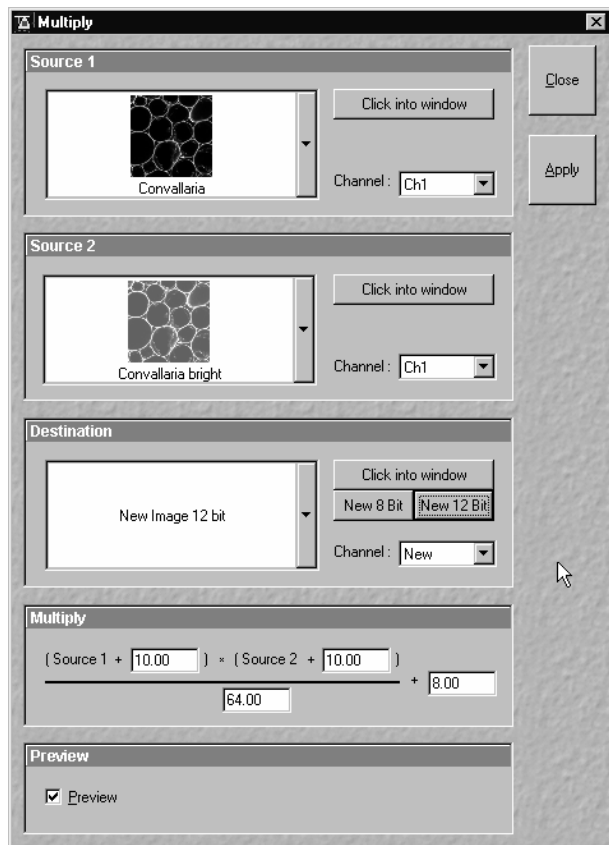 Multiply
Source 1
Close
Click into window
Convallaria
Channel : Ch1
Apply
Source 2
Click into window
Convallaria bright
Channel : Ch1
Destination
New Image 12 bit
Click into window
New 8 Bit New 12 Bit
Channel : New
Multiply
( Source 1 + 10.00 ) × ( Source 2 + 10.00 )
+ 8.00
64.00
Preview
Preview